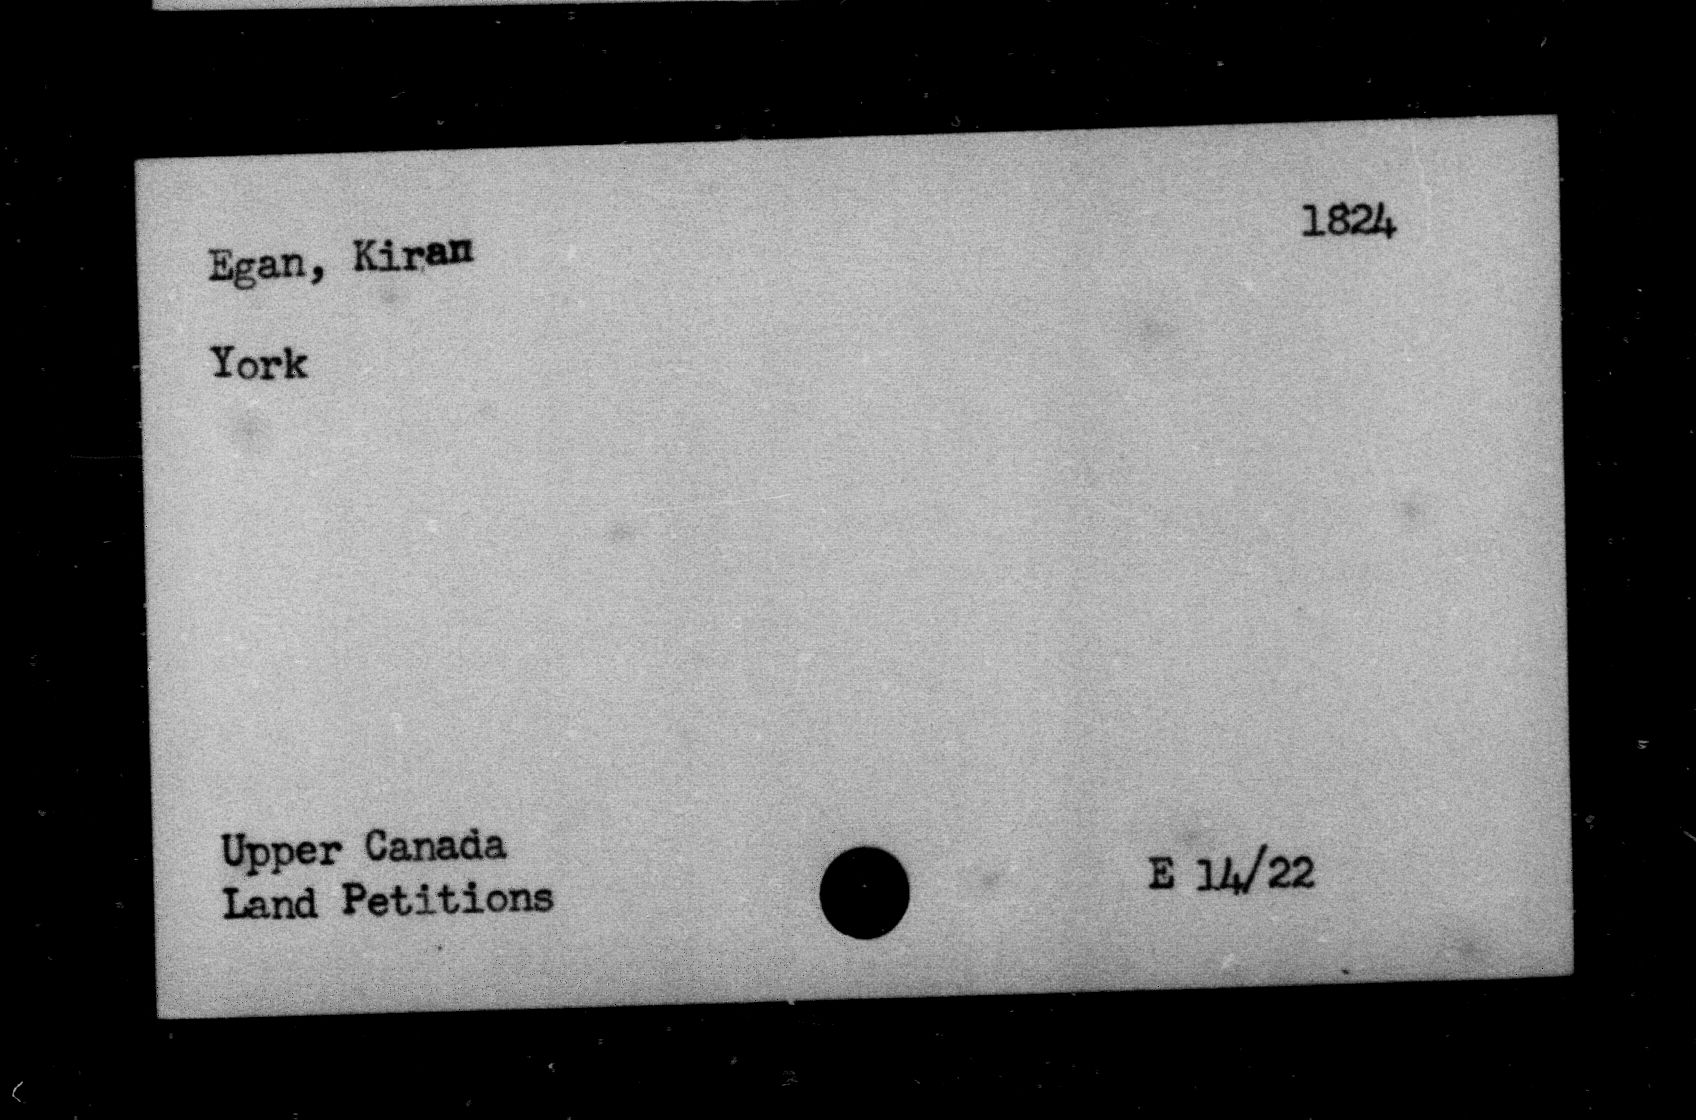 1824
Egan, Kiran
York
Upper Canada
Land Petitions
E 14/22